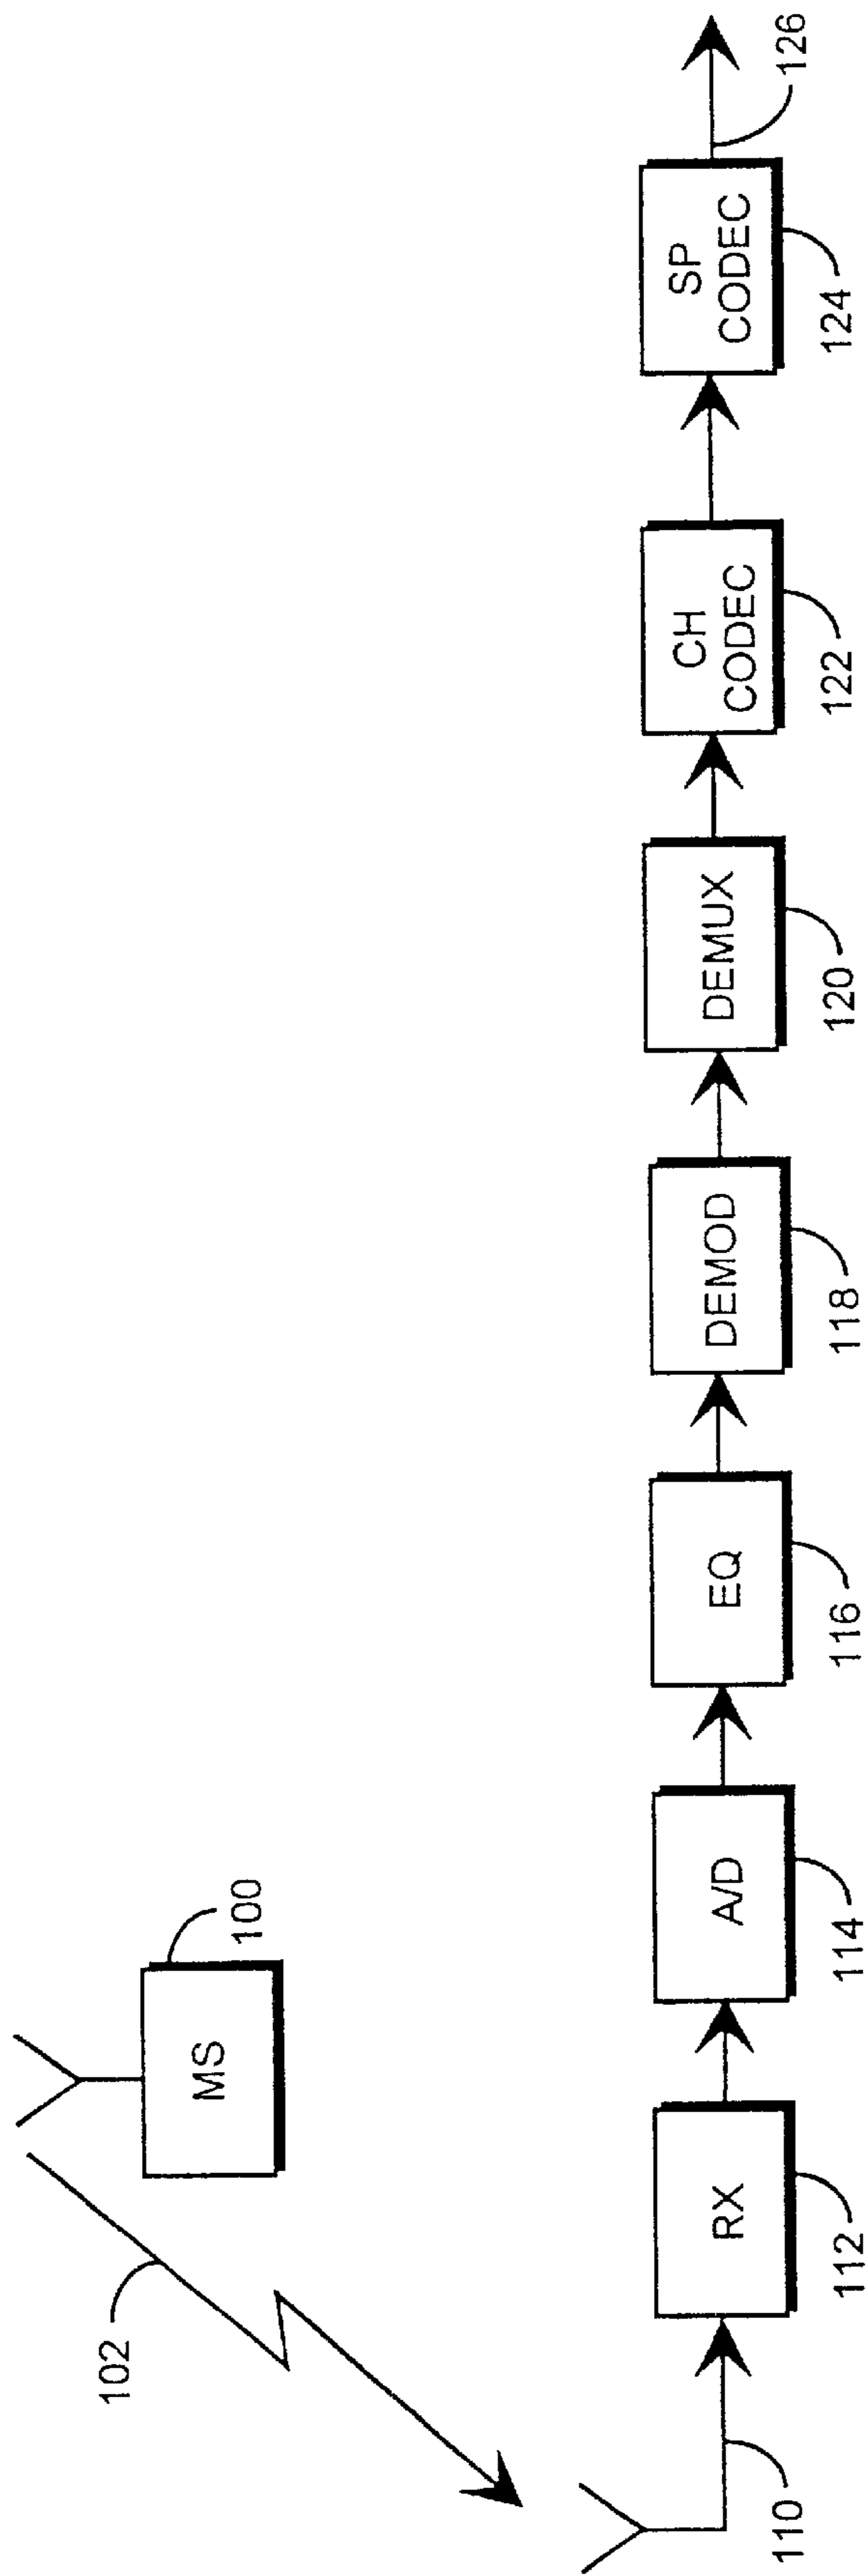 MS
100
102
110
RX
112
A/D
114
EQ
116
DEMOD
118
DEMUX
120
CH
CODEC
122
SP
CODEC
124
126